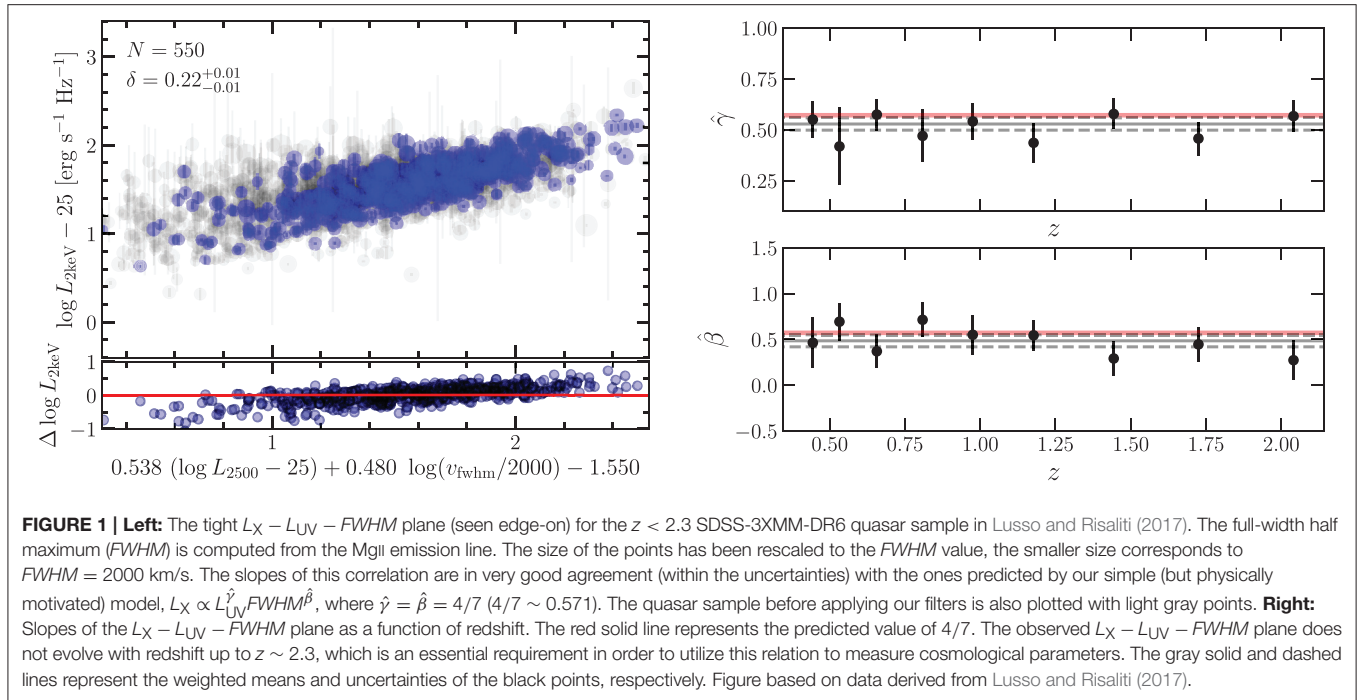 N = 550
δ = 0.22^{+0.01}_{-0.01}
3
2
1
0
log L_{2keV} − 25 [erg s^{−1} Hz^{−1}]
1
0
−1
Δ log L_{2keV}
1
2
0.538 (log L_{2500} − 25) + 0.480 log(v_{fwhm}/2000) − 1.550
1.00
0.75
0.50
0.25
γ̂
z
1.5
1.0
0.5
0.0
−0.5
β̂
0.50
0.75
1.00
1.25
1.50
1.75
2.00
z
FIGURE 1 | Left: The tight L_X − L_{UV} − FWHM plane (seen edge-on) for the z < 2.3 SDSS-3XMM-DR6 quasar sample in Lusso and Risaliti (2017). The full-width half
maximum (FWHM) is computed from the MgII emission line. The size of the points has been rescaled to the FWHM value, the smaller size corresponds to
FWHM = 2000 km/s. The slopes of this correlation are in very good agreement (within the uncertainties) with the ones predicted by our simple (but physically
motivated) model, L_X ∝ L_{UV}^{γ̂} FWHM^{β̂}, where γ̂ = β̂ = 4/7 (4/7 ∼ 0.571). The quasar sample before applying our filters is also plotted with light gray points. Right:
Slopes of the L_X − L_{UV} − FWHM plane as a function of redshift. The red solid line represents the predicted value of 4/7. The observed L_X − L_{UV} − FWHM plane does
not evolve with redshift up to z ∼ 2.3, which is an essential requirement in order to utilize this relation to measure cosmological parameters. The gray solid and dashed
lines represent the weighted means and uncertainties of the black points, respectively. Figure based on data derived from Lusso and Risaliti (2017).